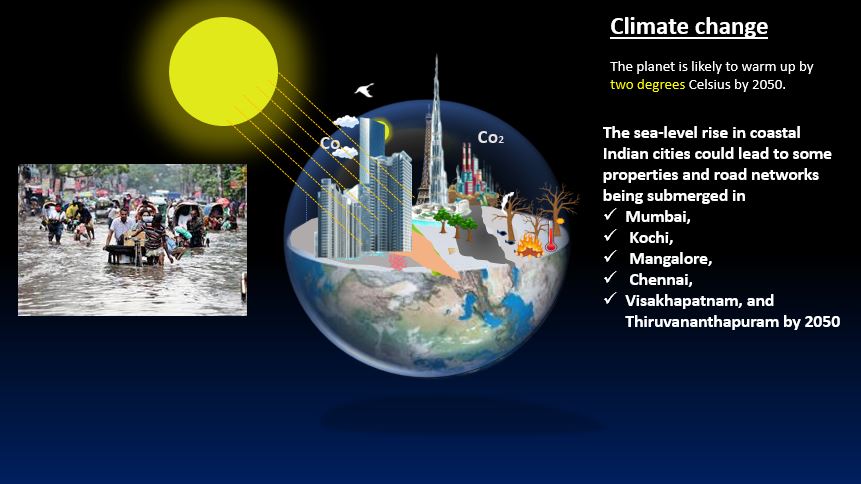 Climate change
The planet is likely to warm up by
two degrees Celsius by 2050.
Co
Co₂
The sea-level rise in coastal
Indian cities could lead to some
properties and road networks
being submerged in
✓ Mumbai,
✓ Kochi,
✓ Mangalore,
✓ Chennai,
✓ Visakhapatnam, and
Thiruvananthapuram by 2050